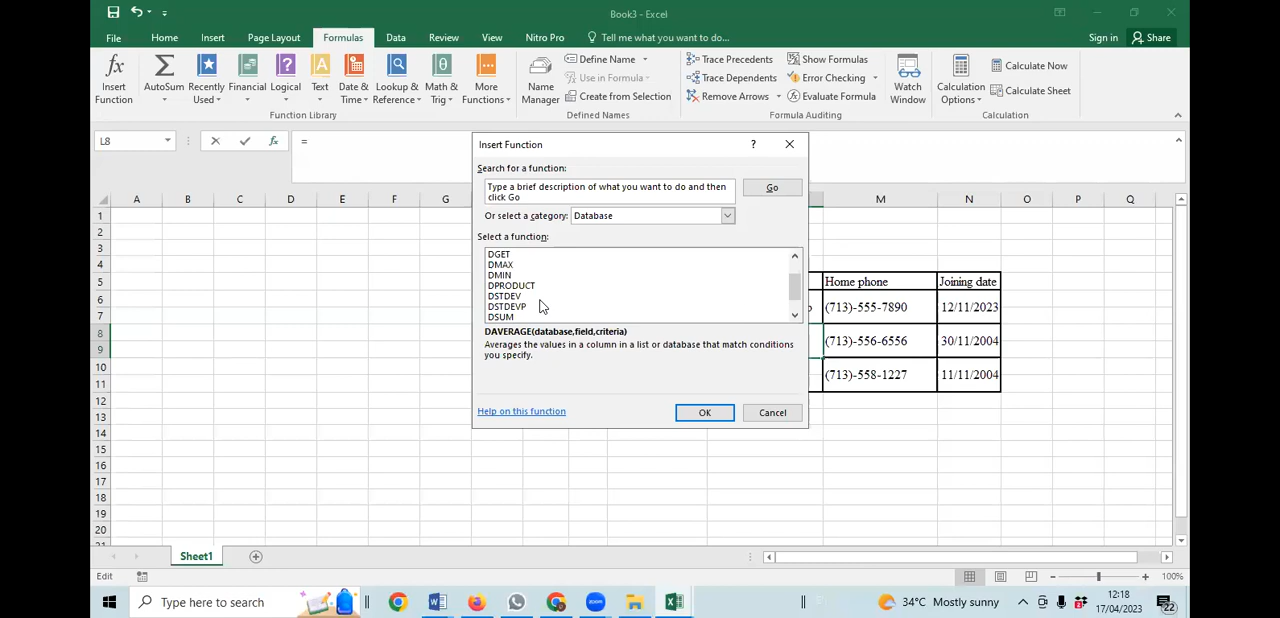 Book3 - Excel
File Home Insert Page Layout Formulas Data Review View Nitro Pro Tell me what you want to do... Sign in Share
fx Insert Function
Σ AutoSum
Recently Used
Financial
Logical
A Text
Date & Time
Lookup & Reference
θ Math & Trig
More Functions
Function Library
Name Manager
Define Name
Use in Formula
Create from Selection
Defined Names
Trace Precedents
Trace Dependents
Remove Arrows
Show Formulas
Error Checking
Evaluate Formula
Formula Auditing
Watch Window
Calculation Options
Calculate Now
Calculate Sheet
Calculation
L8 fx =
Insert Function ?
Search for a function:
Type a brief description of what you want to do and then
click Go
Go
Or select a category: Database
Select a function:
DGET
DMAX
DMIN
DPRODUCT
DSTDEV
DSTDEVP
DSUM
DAVERAGE(database,field,criteria)
Averages the values in a column in a list or database that match conditions
you specify.
Help on this function OK Cancel
A B C D E F G M N O P Q
1
2
3
4
5 Home phone Joining date
6 (713)-555-7890 12/11/2023
7
8 (713)-556-6556 30/11/2004
9
10 (713)-558-1227 11/11/2004
11
12
13
14
15
16
17
18
19
20
Sheet1
Edit 100%
Type here to search W zoom 34°C Mostly sunny 12:18
17/04/2023 22